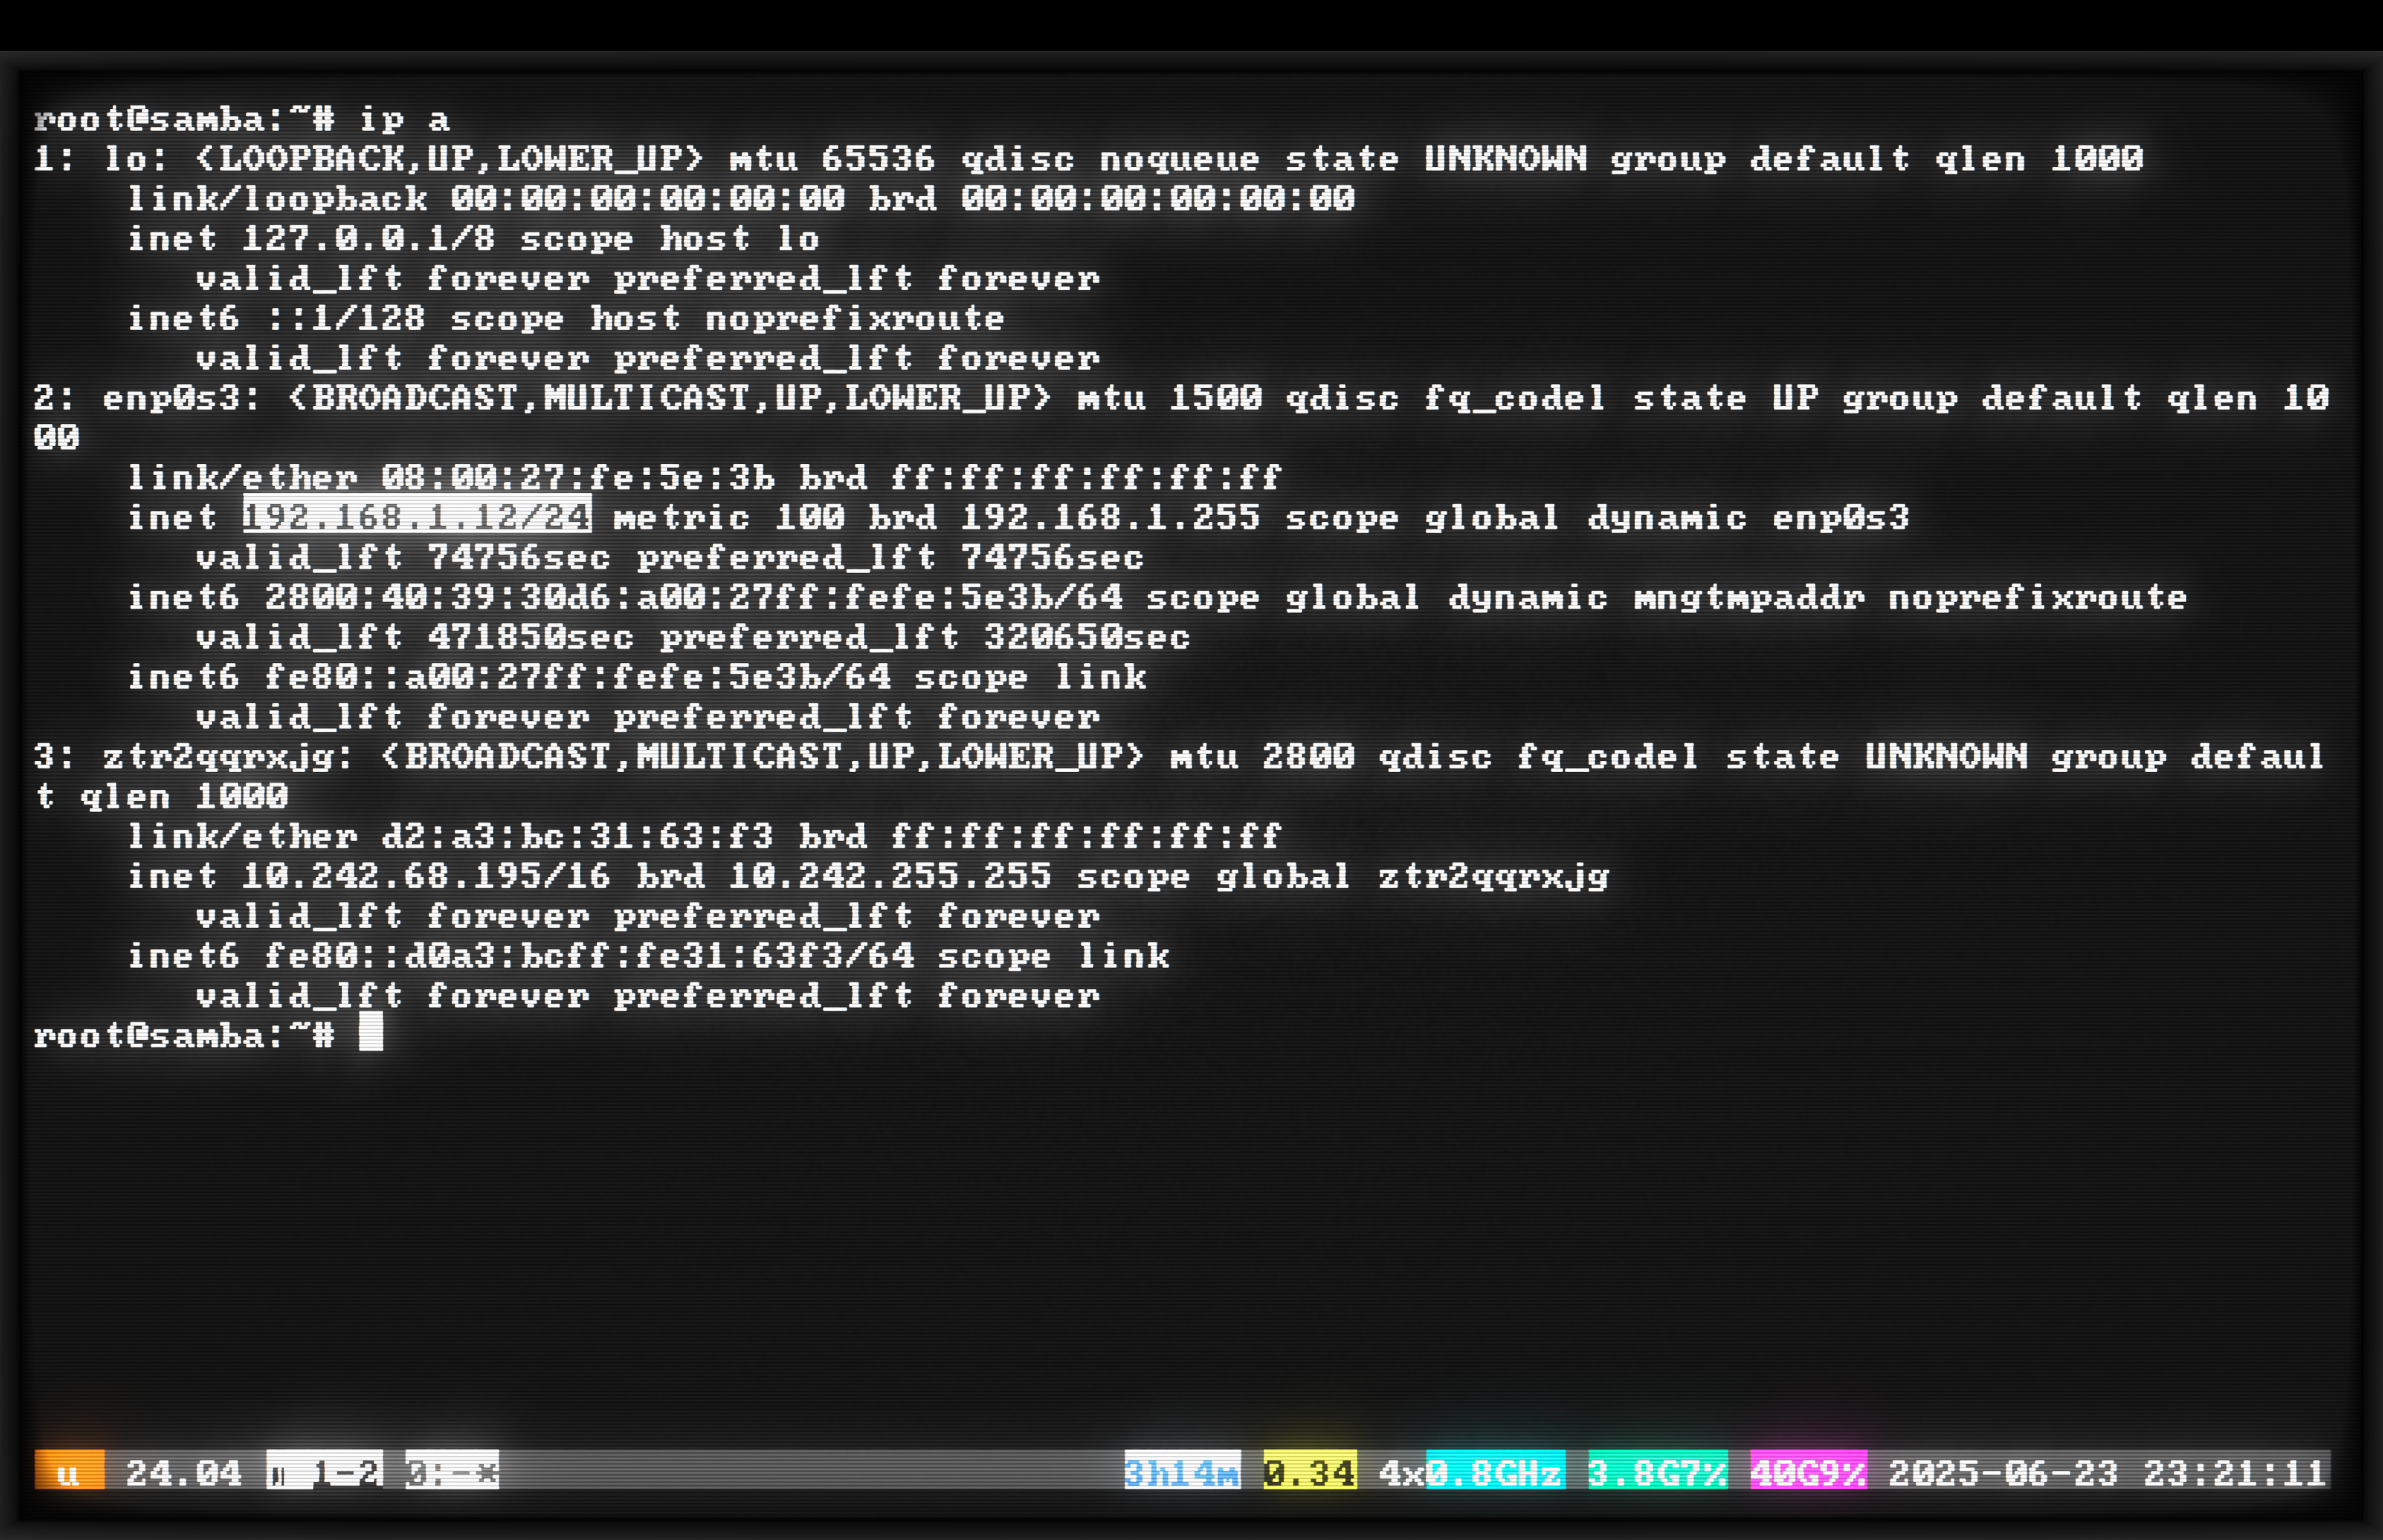 root@samba:~# ip a
1: lo: <LOOPBACK,UP,LOWER_UP> mtu 65536 qdisc noqueue state UNKNOWN group default qlen 1000
    link/loopback 00:00:00:00:00:00 brd 00:00:00:00:00:00
    inet 127.0.0.1/8 scope host lo
       valid_lft forever preferred_lft forever
    inet6 ::1/128 scope host noprefixroute
       valid_lft forever preferred_lft forever
2: enp0s3: <BROADCAST,MULTICAST,UP,LOWER_UP> mtu 1500 qdisc fq_codel state UP group default qlen 10
00
    link/ether 08:00:27:fe:5e:3b brd ff:ff:ff:ff:ff:ff
    inet 192.168.1.12/24 metric 100 brd 192.168.1.255 scope global dynamic enp0s3
       valid_lft 74756sec preferred_lft 74756sec
    inet6 2800:40:39:30d6:a00:27ff:fefe:5e3b/64 scope global dynamic mngtmpaddr noprefixroute
       valid_lft 471850sec preferred_lft 320650sec
    inet6 fe80::a00:27ff:fefe:5e3b/64 scope link
       valid_lft forever preferred_lft forever
3: ztr2qqrxjg: <BROADCAST,MULTICAST,UP,LOWER_UP> mtu 2800 qdisc fq_codel state UNKNOWN group defaul
t qlen 1000
    link/ether d2:a3:bc:31:63:f3 brd ff:ff:ff:ff:ff:ff
    inet 10.242.68.195/16 brd 10.242.255.255 scope global ztr2qqrxjg
       valid_lft forever preferred_lft forever
    inet6 fe80::d0a3:bcff:fe31:63f3/64 scope link
       valid_lft forever preferred_lft forever
root@samba:~#
u 24.04 1-2 0:-* 3h14m 0.34 4x0.8GHz 3.8G7% 40G9% 2025-06-23 23:21:11